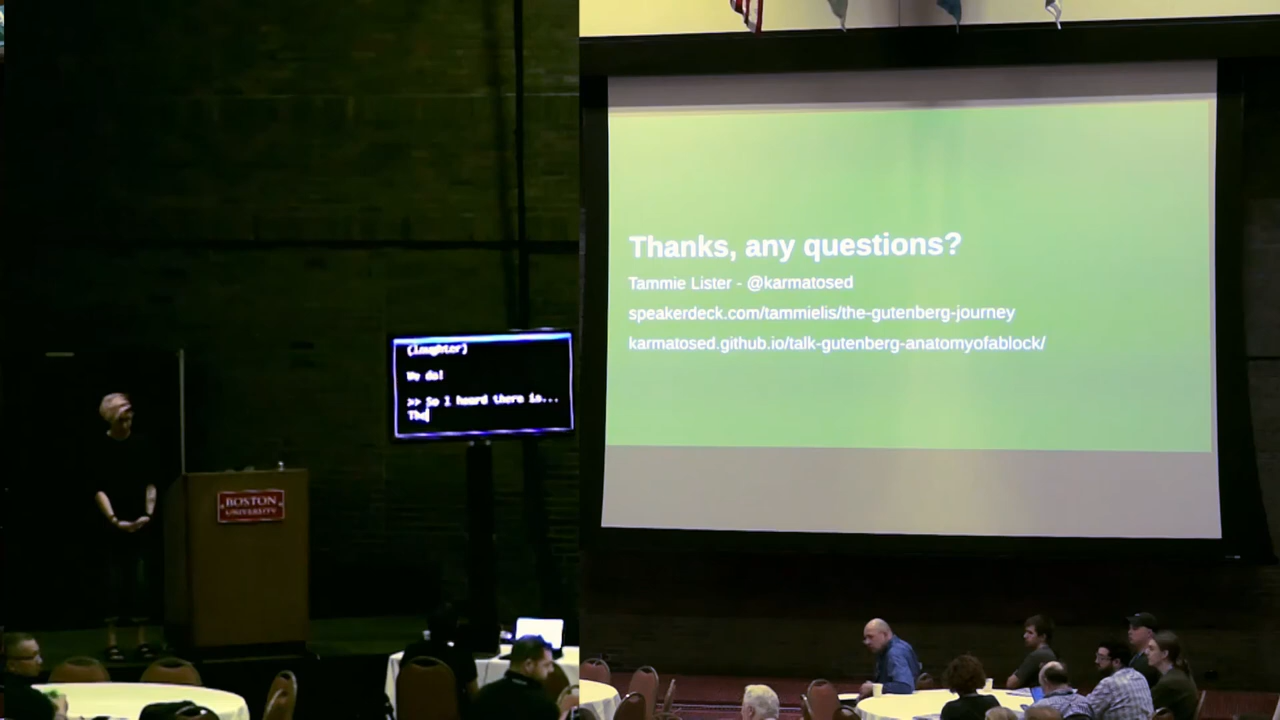 (laughter)
We do!
>> So I heard there is...
The
BOSTON
UNIVERSITY
Thanks, any questions?
Tammie Lister - @karmatosed
speakerdeck.com/tammielis/the-gutenberg-journey
karmatosed.github.io/talk-gutenberg-anatomyofablock/